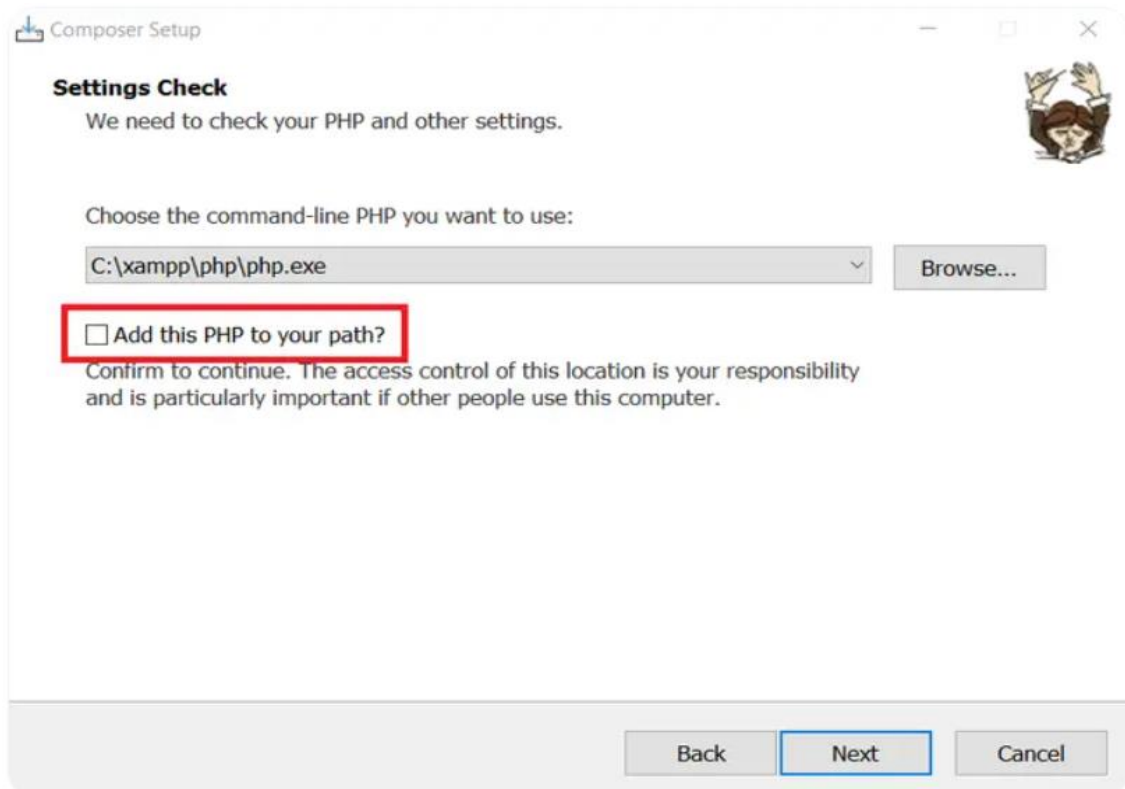 Composer Setup
Settings Check
We need to check your PHP and other settings.
Choose the command-line PHP you want to use:
C:\xampp\php\php.exe
Browse...
Add this PHP to your path?
Confirm to continue. The access control of this location is your responsibility
and is particularly important if other people use this computer.
Back
Next
Cancel